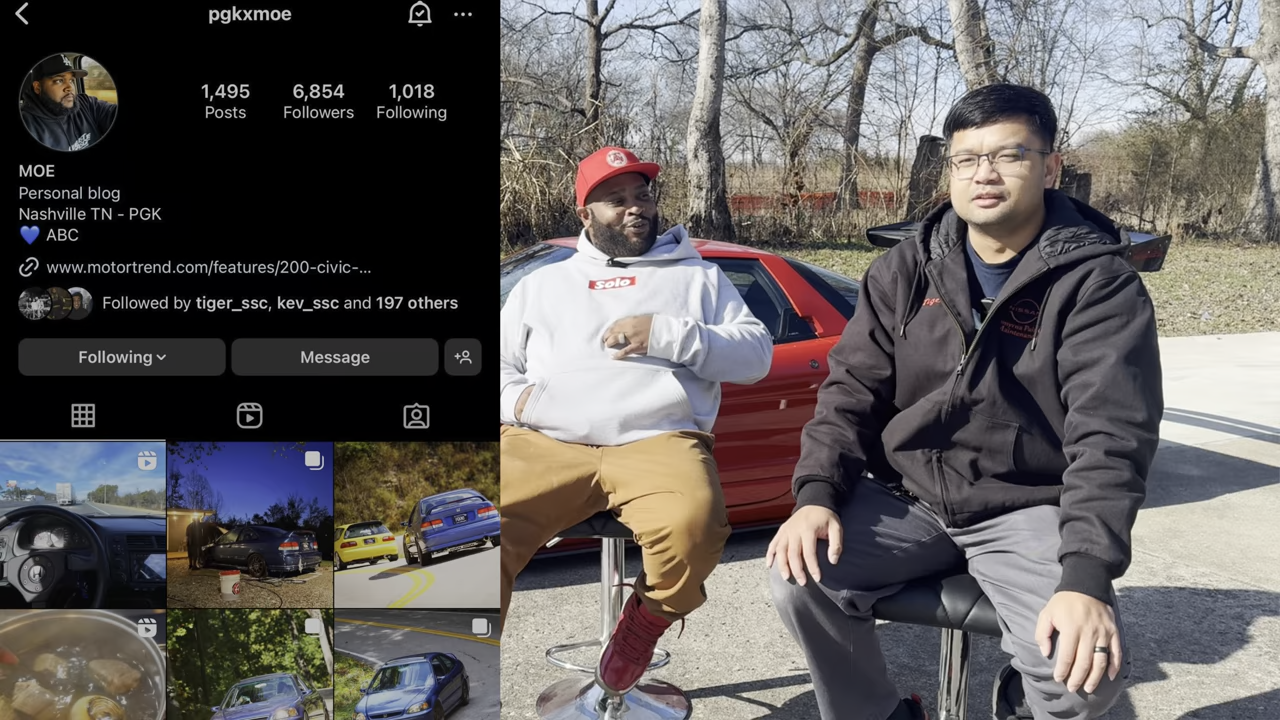 pgkxmoe
1,495
6,854
1,018
Posts
Followers
Following
MOE
Personal blog
Nashville TN - PGK
💙 ABC
www.motortrend.com/features/200-civic-...
Followed by tiger_ssc, kev_ssc and 197 others
Following
Message
Solo